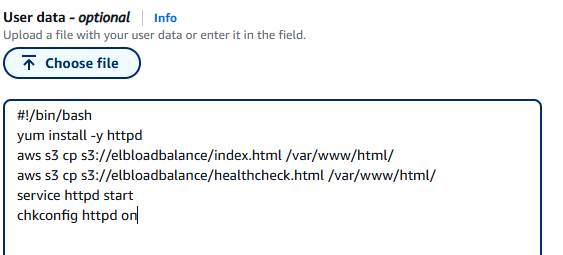 User data - optional Info
Upload a file with your user data or enter it in the field.
Choose file
#!/bin/bash
yum install -y httpd
aws s3 cp s3://elbloadbalance/index.html /var/www/html/
aws s3 cp s3://elbloadbalance/healthcheck.html /var/www/html/
service httpd start
chkconfig httpd on